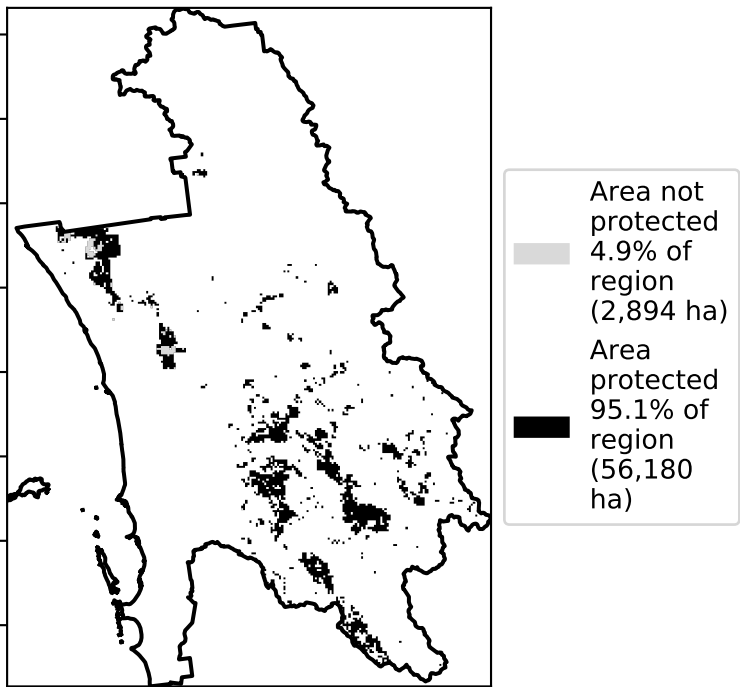 Area not
protected
4.9% of
region
(2,894 ha)
Area
protected
95.1% of
region
(56,180
ha)